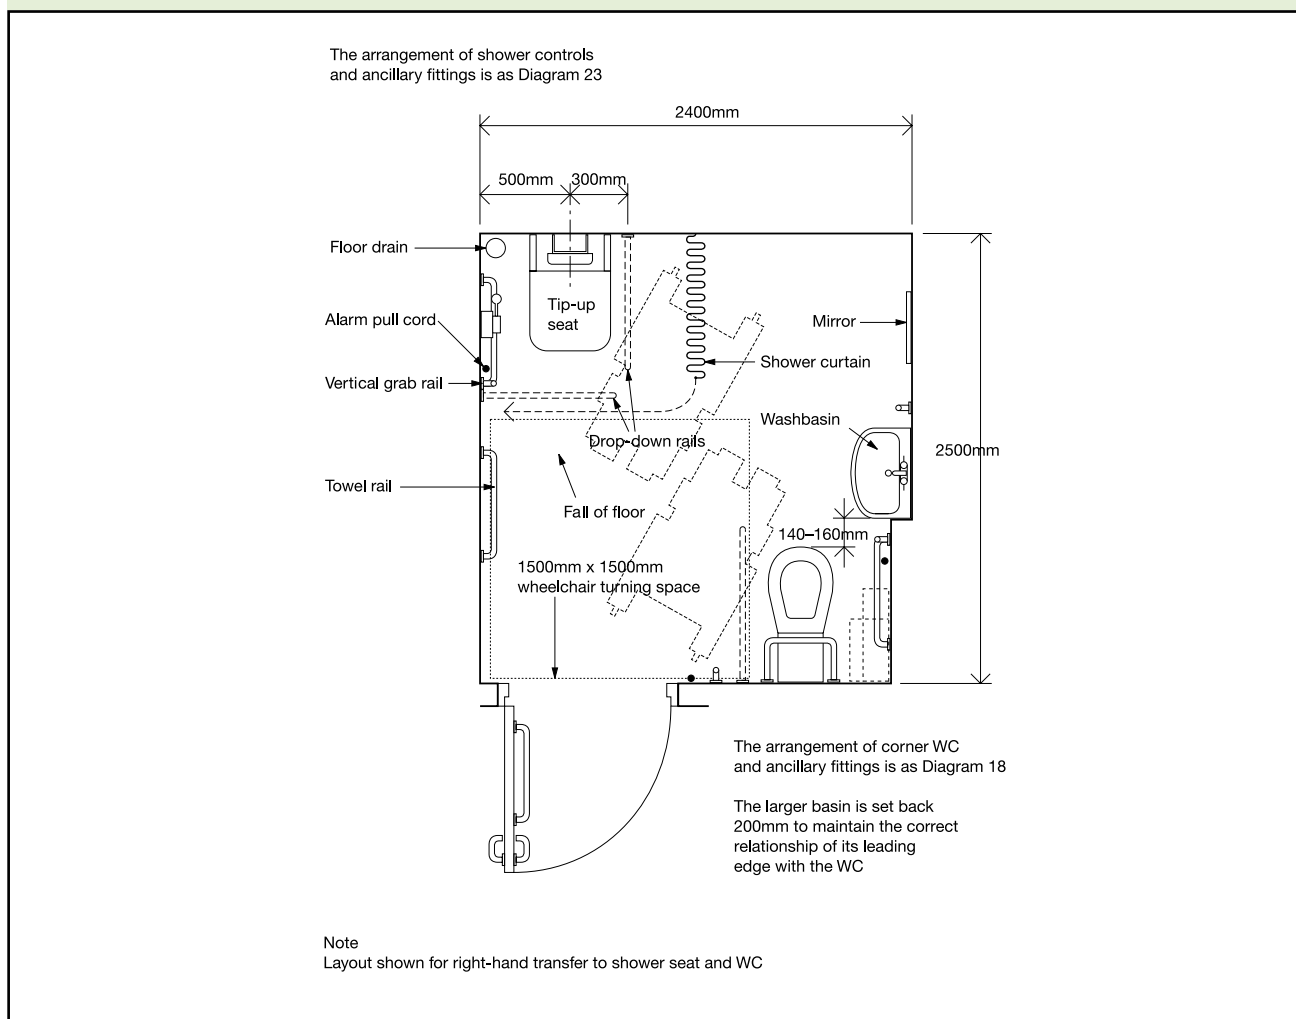 The arrangement of shower controls
and ancillary fittings is as Diagram 23
2400mm
500mm
300mm
Floor drain
Alarm pull cord
Tip-up
seat
Mirror
Shower curtain
Vertical grab rail
Washbasin
Drop-down rails
2500mm
Towel rail
Fall of floor
140–160mm
1500mm x 1500mm
wheelchair turning space
The arrangement of corner WC
and ancillary fittings is as Diagram 18
The larger basin is set back
200mm to maintain the correct
relationship of its leading
edge with the WC
Note
Layout shown for right-hand transfer to shower seat and WC